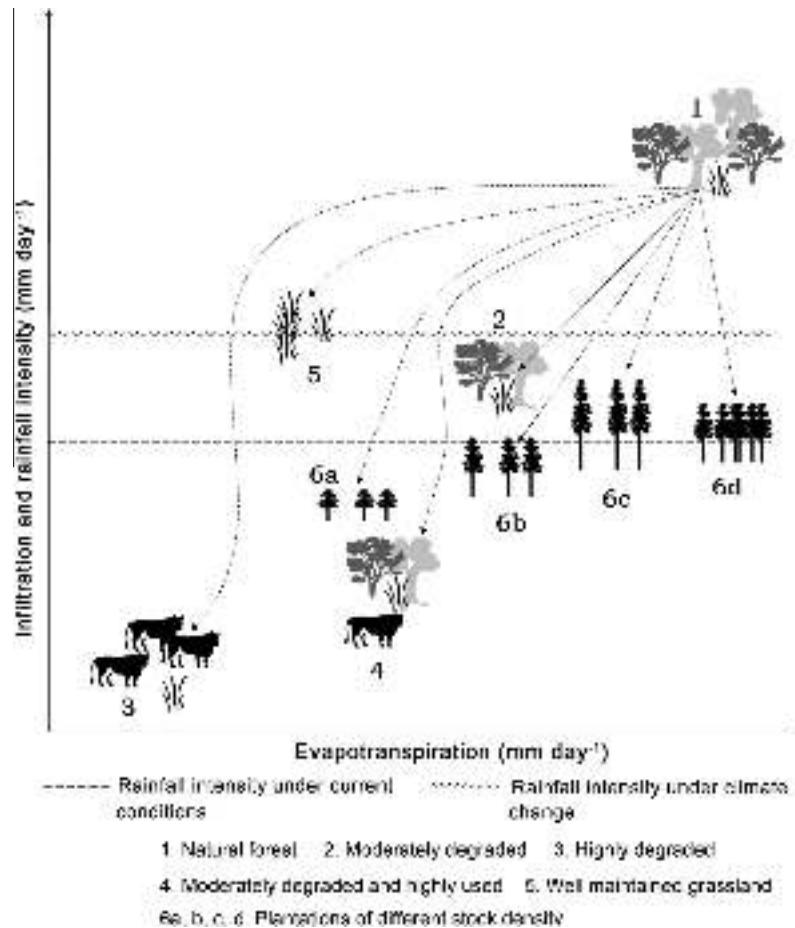 1
2
5
6a
6b
6c
6d
4
3
Infiltration and rainfall intensity (mm day⁻¹)
Evapotranspiration (mm day⁻¹)
Rainfall intensity under current conditions
Rainfall intensity under climate change
1. Natural forest 2. Moderately degraded 3. Highly degraded
4. Moderately degraded and highly used 5. Well maintained grassland
6a, b, c, d. Plantations of different stock density